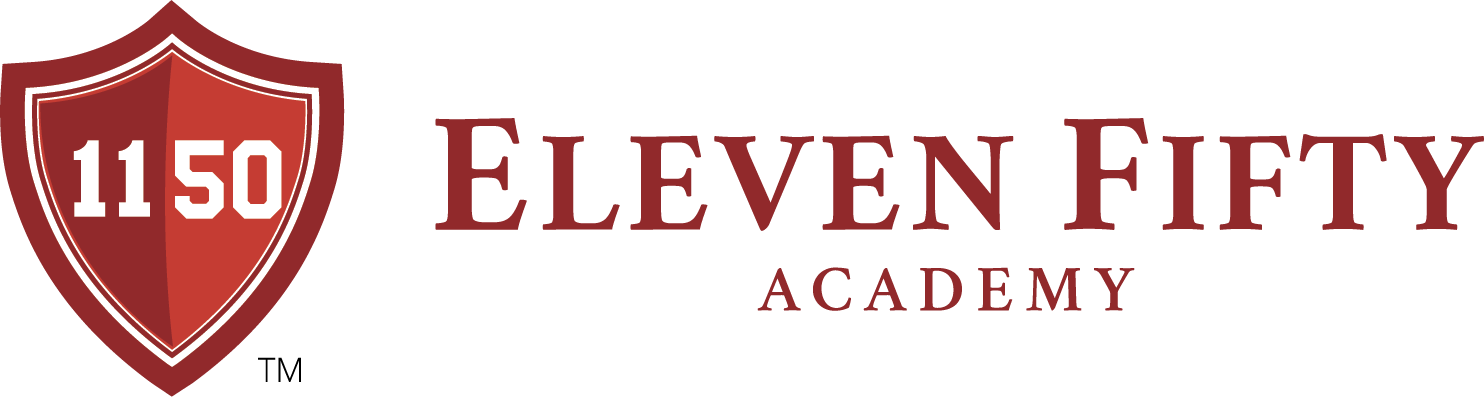 1150
TM
ELEVEN FIFTY
ACADEMY